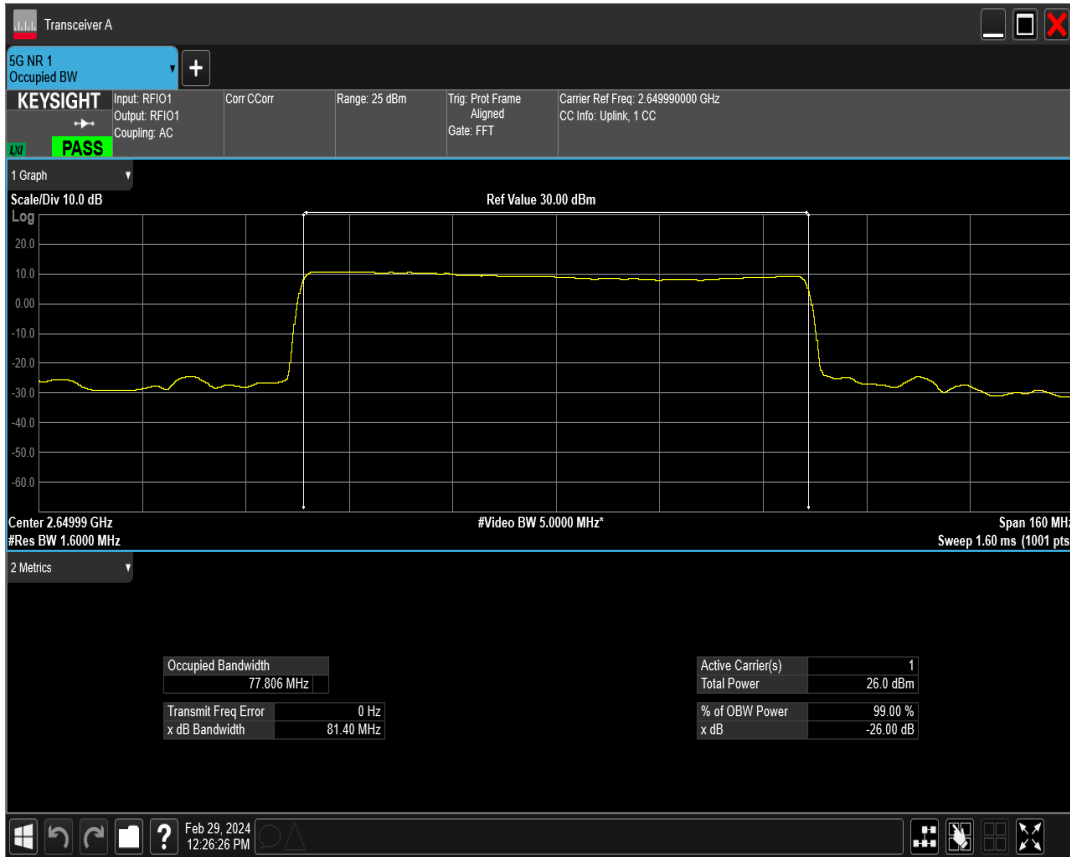 Transceiver A
5G NR 1
Occupied BW
+
KEYSIGHT
LXI
PASS
Input: RFIO1
Output: RFIO1
Coupling: AC
Corr CCorr
Range: 25 dBm
Trig: Prot Frame
Aligned
Gate: FFT
Carrier Ref Freq: 2.649990000 GHz
CC Info: Uplink, 1 CC
1 Graph
Scale/Div 10.0 dB
Ref Value 30.00 dBm
Log
20.0
10.0
0.00
-10.0
-20.0
-30.0
-40.0
-50.0
-60.0
Center 2.64999 GHz
#Video BW 5.0000 MHz*
Span 160 MHz
#Res BW 1.6000 MHz
Sweep 1.60 ms (1001 pts
2 Metrics
Occupied Bandwidth
77.806 MHz
Transmit Freq Error 0 Hz
x dB Bandwidth 81.40 MHz
Active Carrier(s) 1
Total Power 26.0 dBm
% of OBW Power 99.00 %
x dB -26.00 dB
?
Feb 29, 2024
12:26:26 PM